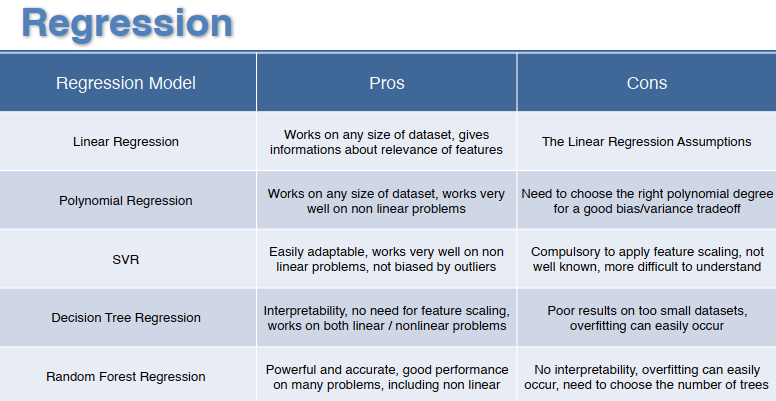 Regression
Regression Model
Pros
Cons
Linear Regression
Works on any size of dataset, gives
informations about relevance of features
The Linear Regression Assumptions
Polynomial Regression
Works on any size of dataset, works very
well on non linear problems
Need to choose the right polynomial degree
for a good bias/variance tradeoff
SVR
Easily adaptable, works very well on non
linear problems, not biased by outliers
Compulsory to apply feature scaling, not
well known, more difficult to understand
Decision Tree Regression
Interpretability, no need for feature scaling,
works on both linear / nonlinear problems
Poor results on too small datasets,
overfitting can easily occur
Random Forest Regression
Powerful and accurate, good performance
on many problems, including non linear
No interpretability, overfitting can easily
occur, need to choose the number of trees